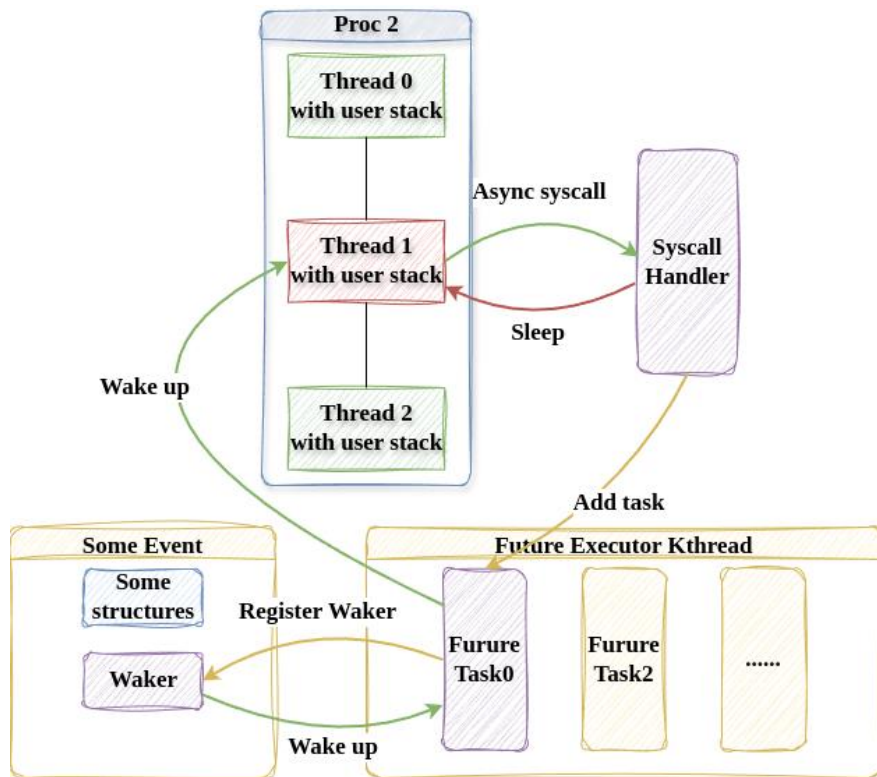 Proc 2
Thread 0
with user stack
Async syscall
Thread 1
with user stack
Syscall
Handler
Sleep
Wake up
Thread 2
with user stack
Add task
Some Event
Future Executor Kthread
Some
structures
Register Waker
Furure
Task0
Furure
Task2
......
Waker
Wake up